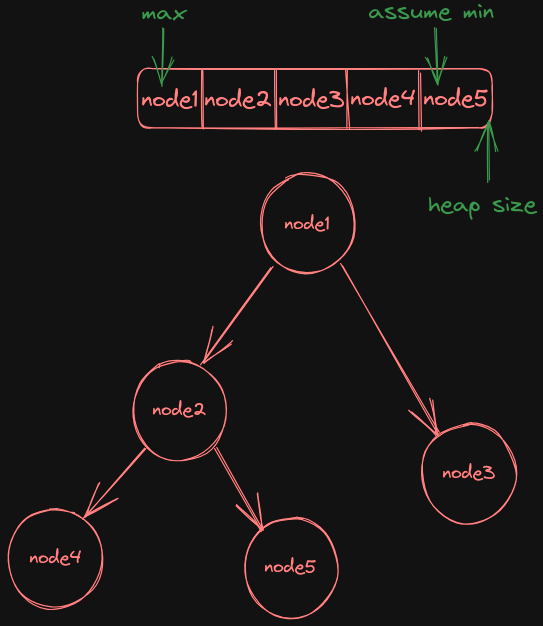 max
assume min
node1 node2 node3 node4 node5
heap size
node1
node2
node3
node4
node5